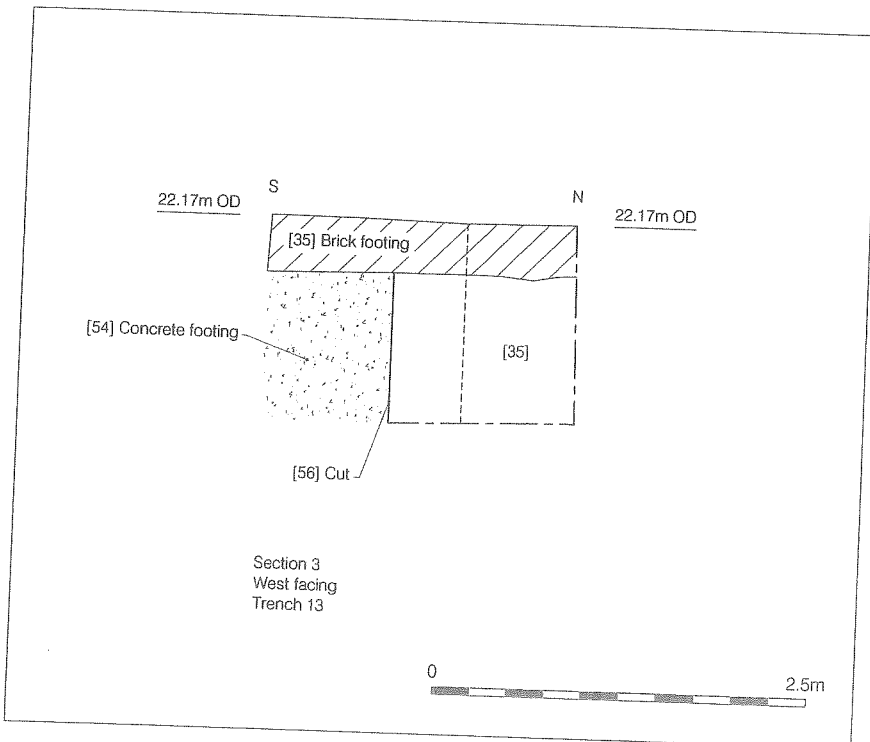 S
N
22.17m OD
22.17m OD
[35] Brick footing
[54] Concrete footing
[35]
[56] Cut
Section 3
West facing
Trench 13
0
2.5m